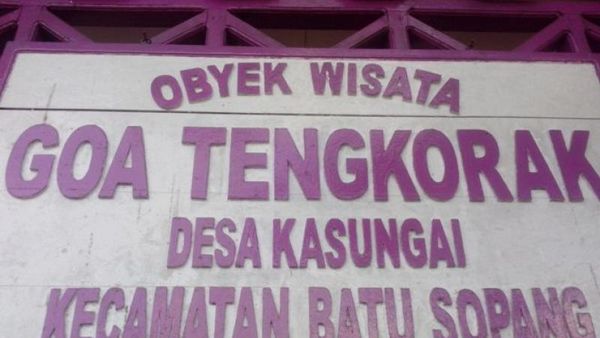 OBYEK WISATA
GOA TENGKORAK
DESA KASUNGAI
KECAMATAN BATU SOPANG